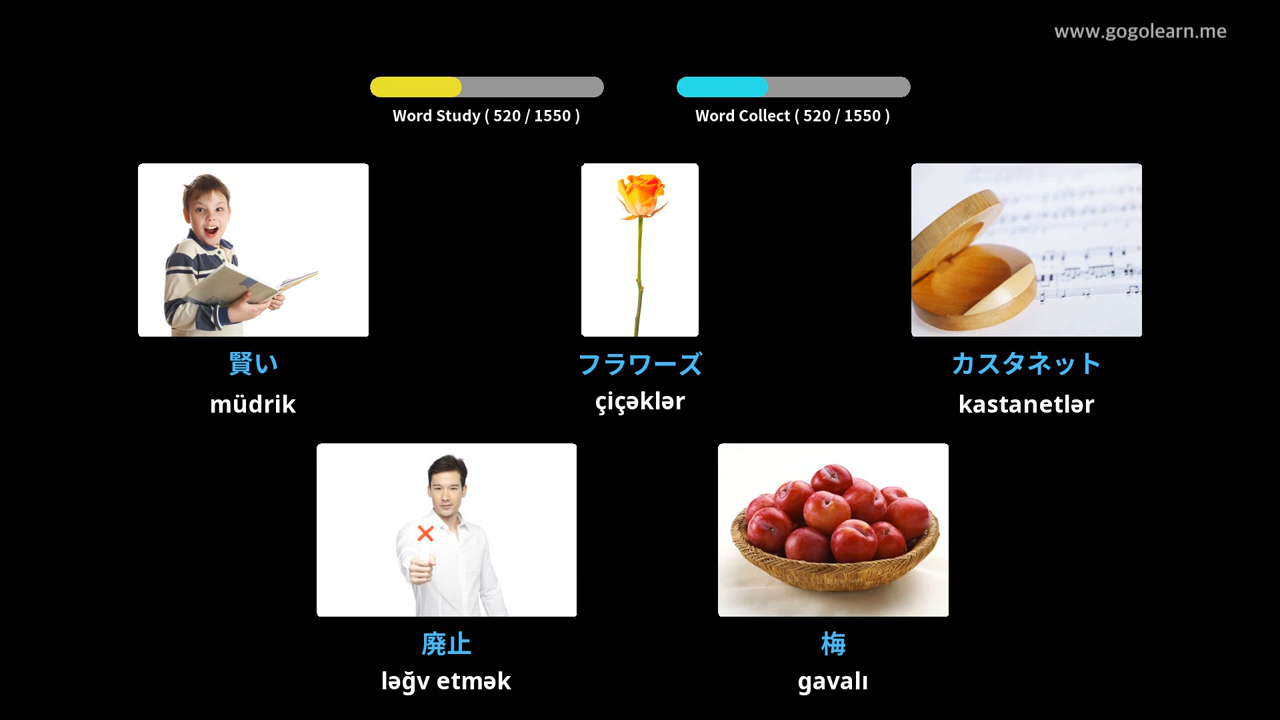 www.gogolearn.me
Word Study ( 520 / 1550 )
Word Collect ( 520 / 1550 )
賢い
müdrik
フラワーズ
çiçəklər
カスタネット
kastanetlər
廃止
ləğv etmək
梅
gavalı